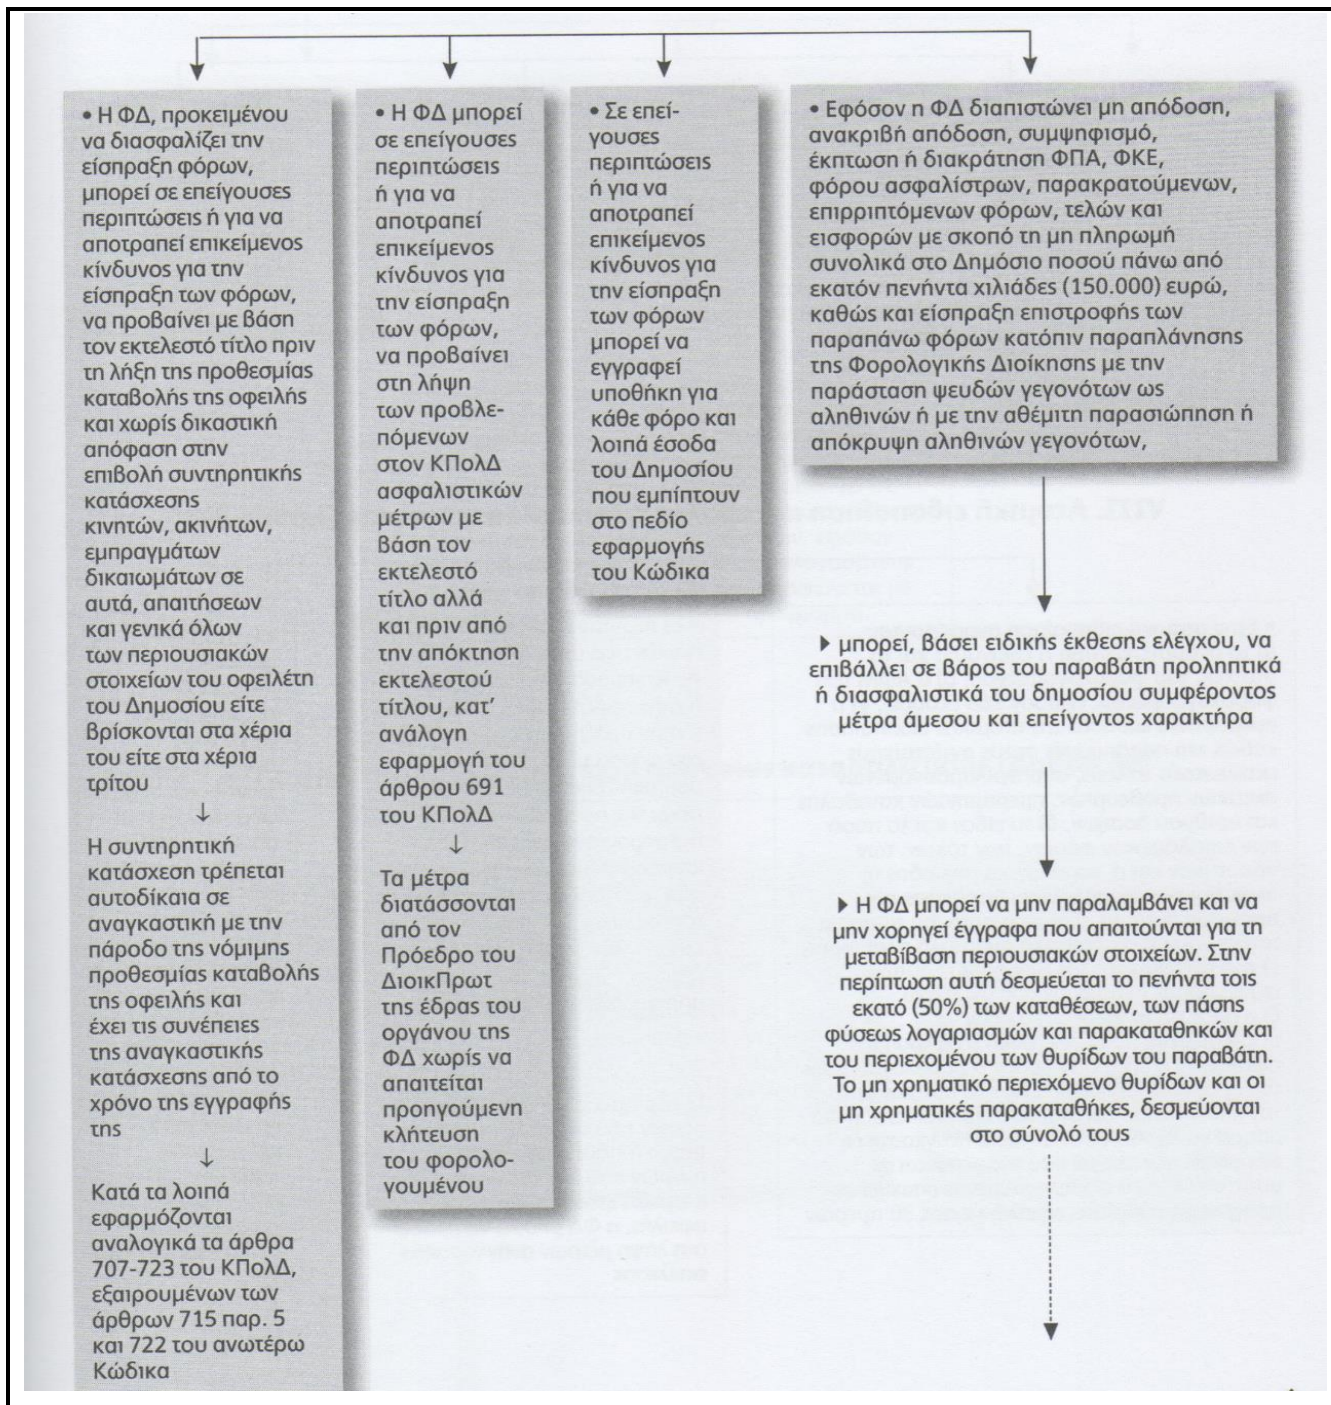 • Η ΦΔ, προκειμένου
να διασφαλίζει την
είσπραξη φόρων,
μπορεί σε επείγουσες
περιπτώσεις ή για να
αποτραπεί επικείμενος
κίνδυνος για την
είσπραξη των φόρων,
να προβαίνει με βάση
τον εκτελεστό τίτλο πριν
τη λήξη της προθεσμίας
καταβολής της οφειλής
και χωρίς δικαστική
απόφαση στην
επιβολή συντηρητικής
κατάσχεσης
κινητών, ακινήτων,
εμπραγμάτων
δικαιωμάτων σε
αυτά, απαιτήσεων
και γενικά όλων
των περιουσιακών
στοιχείων του οφειλέτη
του Δημοσίου είτε
βρίσκονται στα χέρια
του είτε στα χέρια
τρίτου
↓
Η συντηρητική
κατάσχεση τρέπεται
αυτοδίκαια σε
αναγκαστική με την
πάροδο της νόμιμης
προθεσμίας καταβολής
της οφειλής και
έχει τις συνέπειες
της αναγκαστικής
κατάσχεσης από το
χρόνο της εγγραφής
της
↓
Κατά τα λοιπά
εφαρμόζονται
αναλογικά τα άρθρα
707-723 του ΚΠολΔ,
εξαιρουμένων των
άρθρων 715 παρ. 5
και 722 του ανωτέρω
Κώδικα
• Η ΦΔ μπορεί
σε επείγουσες
περιπτώσεις
ή για να
αποτραπεί
επικείμενος
κίνδυνος για
την είσπραξη
των φόρων,
να προβαίνει
στη λήψη
των προβλε-
πόμενων
στον ΚΠολΔ
ασφαλιστικών
μέτρων με
βάση τον
εκτελεστό
τίτλο αλλά
και πριν από
την απόκτηση
εκτελεστού
τίτλου, κατ’
ανάλογη
εφαρμογή του
άρθρου 691
του ΚΠολΔ
↓
Τα μέτρα
διατάσσονται
από τον
Πρόεδρο του
ΔιοικΠρωτ
της έδρας του
οργάνου της
ΦΔ χωρίς να
απαιτείται
προηγούμενη
κλήτευση
του φορολο-
γουμένου
• Σε επεί-
γουσες
περιπτώσεις
ή για να
αποτραπεί
επικείμενος
κίνδυνος για
την είσπραξη
των φόρων
μπορεί να
εγγραφεί
υποθήκη για
κάθε φόρο και
λοιπά έσοδα
του Δημοσίου
που εμπίπτουν
στο πεδίο
εφαρμογής
του Κώδικα
• Εφόσον η ΦΔ διαπιστώνει μη απόδοση,
ανακριβή απόδοση, συμψηφισμό,
έκπτωση ή διακράτηση ΦΠΑ, ΦΚΕ,
φόρου ασφαλίστρων, παρακρατούμενων,
επιρριπτόμενων φόρων, τελών και
εισφορών με σκοπό τη μη πληρωμή
συνολικά στο Δημόσιο ποσού πάνω από
εκατόν πενήντα χιλιάδες (150.000) ευρώ,
καθώς και είσπραξη επιστροφής των
παραπάνω φόρων κατόπιν παραπλάνησης
της Φορολογικής Διοίκησης με την
παράσταση ψευδών γεγονότων ως
αληθινών ή με την αθέμιτη παρασιώπηση ή
απόκρυψη αληθινών γεγονότων,
▶ μπορεί, βάσει ειδικής έκθεσης ελέγχου, να
επιβάλλει σε βάρος του παραβάτη προληπτικά
ή διασφαλιστικά του δημοσίου συμφέροντος
μέτρα άμεσου και επείγοντος χαρακτήρα
▶ Η ΦΔ μπορεί να μην παραλαμβάνει και να
μην χορηγεί έγγραφα που απαιτούνται για τη
μεταβίβαση περιουσιακών στοιχείων. Στην
περίπτωση αυτή δεσμεύεται το πενήντα τοις
εκατό (50%) των καταθέσεων, των πάσης
φύσεως λογαριασμών και παρακαταθηκών και
του περιεχομένου των θυρίδων του παραβάτη.
Το μη χρηματικό περιεχόμενο θυρίδων και οι
μη χρηματικές παρακαταθήκες, δεσμεύονται
στο σύνολό τους